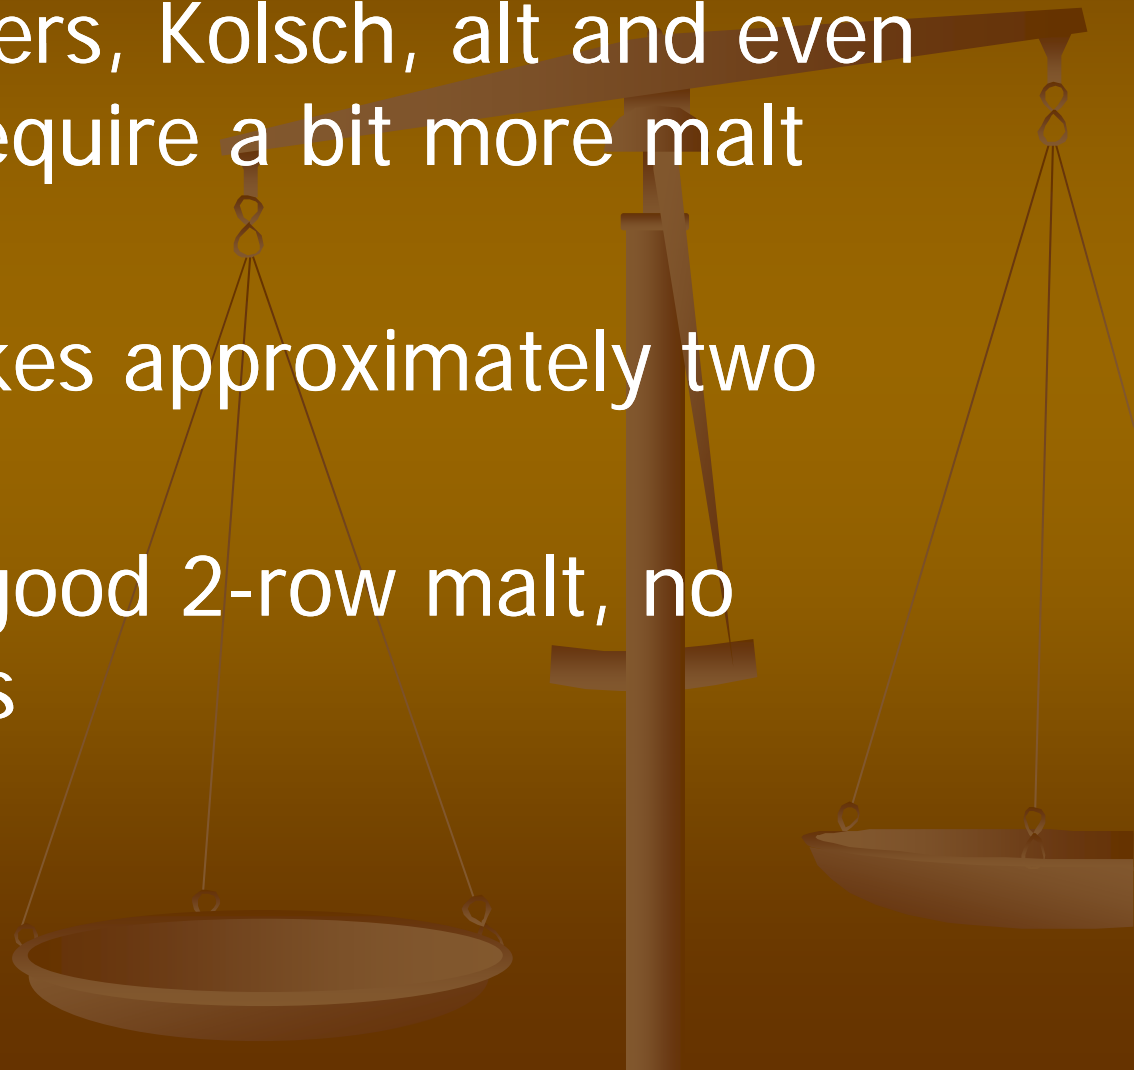 ers, Kolsch, alt and even
equire a bit more malt
kes approximately two
good 2-row malt, no
s